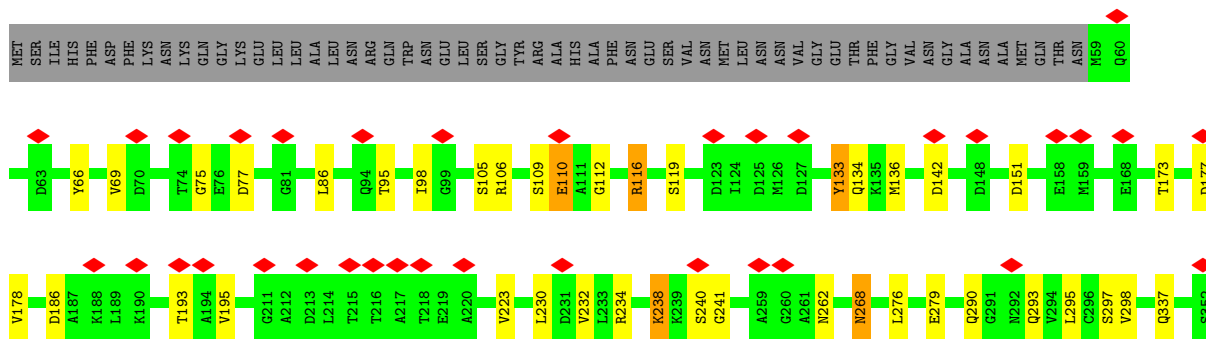 MET SER ILE HIS PHE ASP PHE LYS ASN LYS GLN GLY LYS GLU LEU LEU ALA LEU ASN ARG GLN TRP ASN GLU LEU SER GLY TYR ARG ALA HIS ALA PHE ASN GLU SER VAL ASN MET LEU ASN ASN VAL GLY GLU THR PHE GLY VAL ASN GLY ALA ASN ALA MET GLN THR ASN M59 Q60
D63 Y66 V69 D70 T74 G75 E76 D77 G81 L86 Q94 T95 I98 G99 S105 R106 S109 E110 A111 G112 R116 S119 D123 I124 D125 M126 D127 Y133 Q134 K135 M136 D142 D148 D151 E158 M159 E168 T173 D177
V178 D186 A187 K188 L189 K190 T193 A194 V195 G211 A212 D213 L214 T215 T216 A217 T218 E219 A220 V223 L230 D231 V232 L233 R234 K238 K239 S240 G241 A259 G260 A261 N262 N268 L276 E279 Q290 G291 N292 Q293 V294 L295 C296 S297 V298 Q337 S352